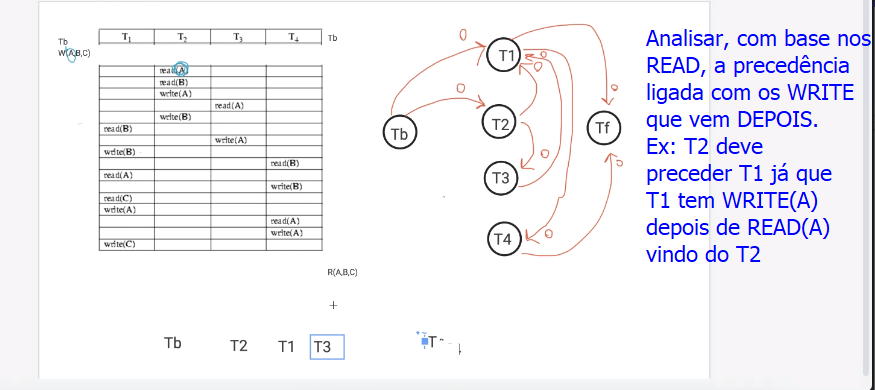 Tb
W(A,B,C)
T1 T2 T3 T4 Tb
read(A)
read(B)
write(A)
read(A)
write(B)
read(B)
write(A)
write(B)
read(B)
read(A)
write(B)
read(C)
write(A)
read(A)
write(A)
write(C)
R(A,B,C)
+
Tb T2 T1 T3 T
0
0
0
0
0
0
0
0
T1
T2
Tb
Tf
T3
T4
Analisar, com base nos
READ, a precedência
ligada com os WRITE
que vem DEPOIS.
Ex: T2 deve
preceder T1 já que
T1 tem WRITE(A)
depois de READ(A)
vindo do T2